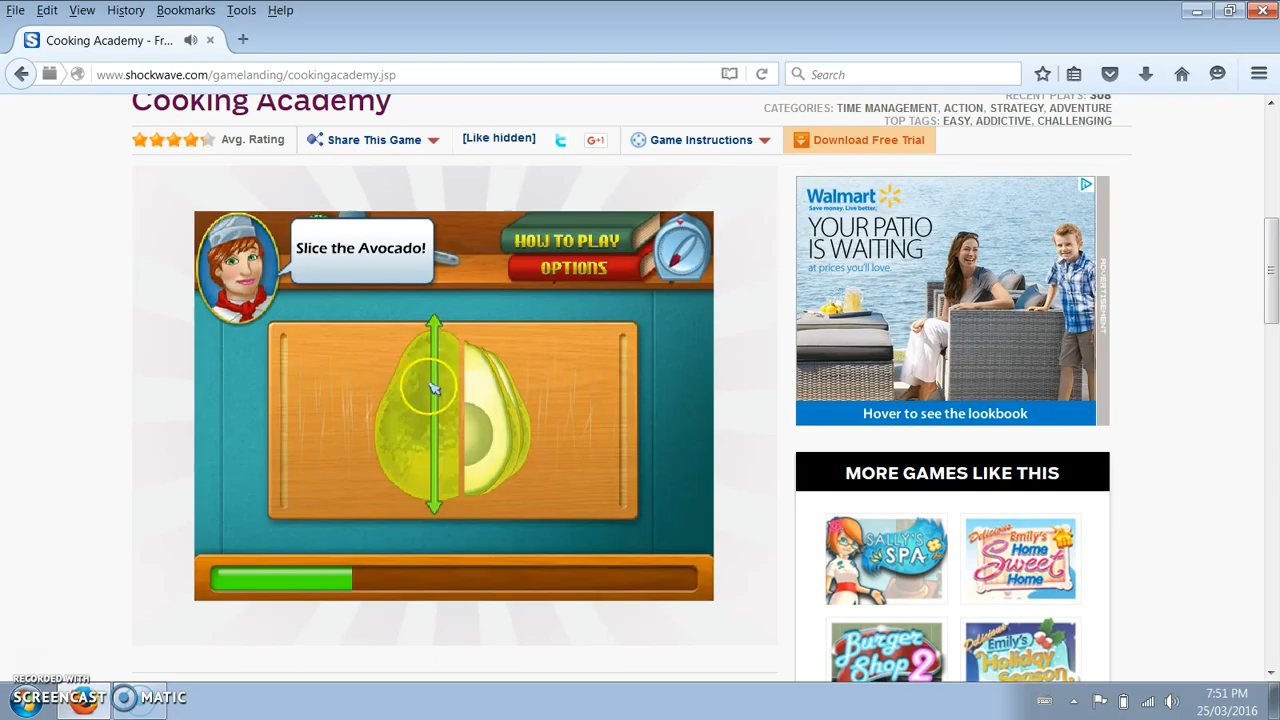 File Edit View History Bookmarks Tools Help
S Cooking Academy - Fr...
www.shockwave.com/gamelanding/cookingacademy.jsp
Search
Cooking Academy
RECENT PLAYS: 308
CATEGORIES: TIME MANAGEMENT, ACTION, STRATEGY, ADVENTURE
TOP TAGS: EASY, ADDICTIVE, CHALLENGING
Avg. Rating
Share This Game
[Like hidden]
G+1
Game Instructions
Download Free Trial
Slice the Avocado!
HOW TO PLAY
OPTIONS
Walmart
Save money. Live better.
YOUR PATIO
IS WAITING
at prices you'll love.
ADVERTISEMENT
Hover to see the lookbook
MORE GAMES LIKE THIS
SALLY'S
SPA
Delicious
Emily's
Home
Sweet
Home
Burger
Shop 2
Delicious
Emily's
Holiday
Season
RECORDED WITH
SCREENCAST MATIC
7:51 PM
25/03/2016